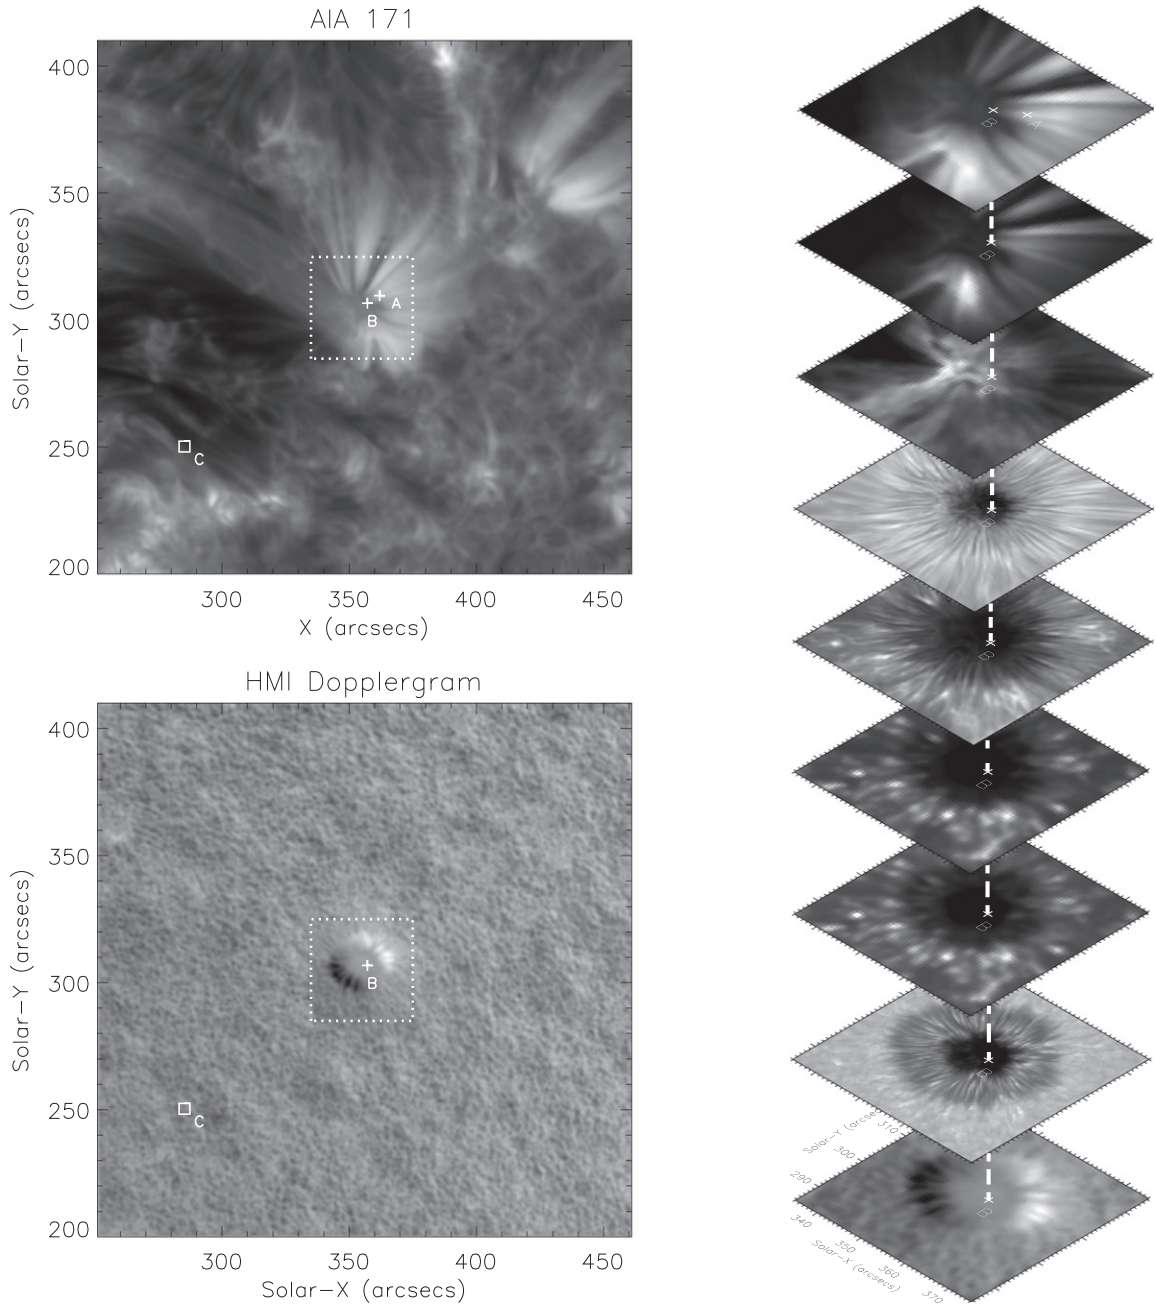 AIA 171
400
350
300
250
200
Solar-Y (arcsecs)
A
B
C
300 350 400 450
X (arcsecs)
HMI Dopplergram
400
350
300
250
200
Solar-Y (arcsecs)
B
C
300 350 400 450
Solar-X (arcsecs)
B A
B
B
B
B
B
B
B
B
Solar-Y (arcsec
310
300
290
340
350
360
370
Solar-X (arcsecs)